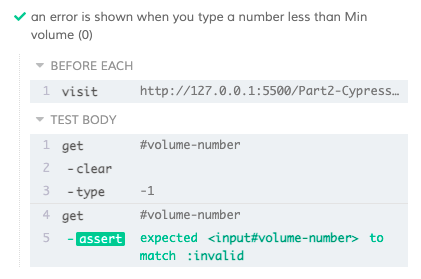 an error is shown when you type a number less than Min
volume (0)
BEFORE EACH
1 visit http://127.0.0.1:5500/Part2-Cypress…
TEST BODY
1 get #volume-number
2 -clear
3 -type -1
4 get #volume-number
5 -assert expected <input#volume-number> to
match :invalid